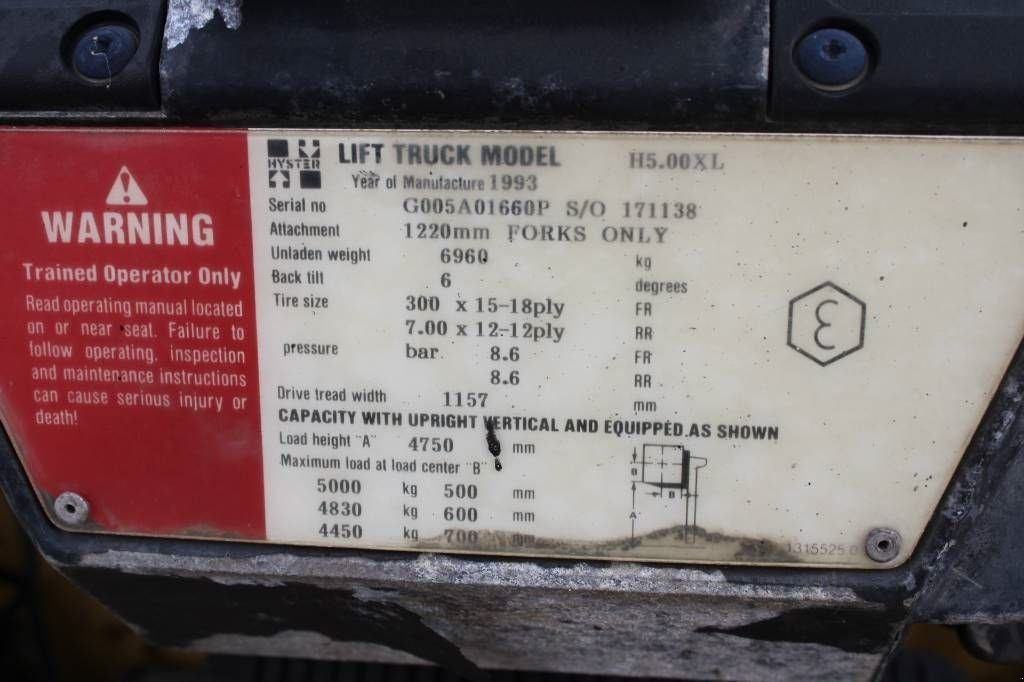 WARNING
Trained Operator Only
Read operating manual located
on or near seat. Failure to
follow operating, inspection
and maintenance instructions
can cause serious injury or
death!
HYSTER LIFT TRUCK MODEL H5.00XL
Year of Manufacture 1993
Serial no G005A01660P S/O 171138
Attachment 1220mm FORKS ONLY
Unladen weight 6960 kg
Back tilt 6 degrees
Tire size 300 x 15-18ply FR
7.00 x 12-12ply RR
pressure bar 8.6 FR
8.6 RR
Drive tread width 1157 mm
CAPACITY WITH UPRIGHT VERTICAL AND EQUIPPED AS SHOWN
Load height "A" 4750 mm
Maximum load at load center "B"
5000 kg 500 mm
4830 kg 600 mm
4450 kg 700 mm
B
B
A
1315525 0
ε